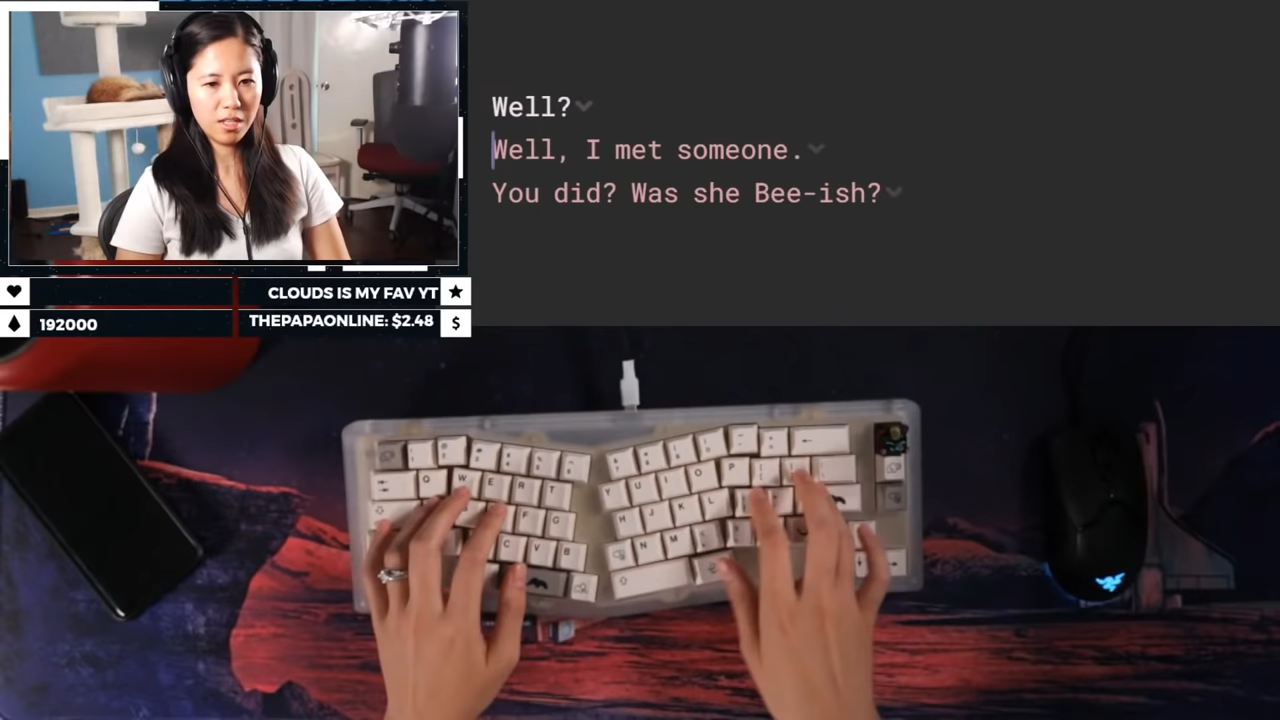 Well?
Well, I met someone.
You did? Was she Bee-ish?
CLOUDS IS MY FAV YT
192000
THEPAPAONLINE: $2.48
$
Q W E R T
Y U I O P
F G
H J K L
C V B
N M